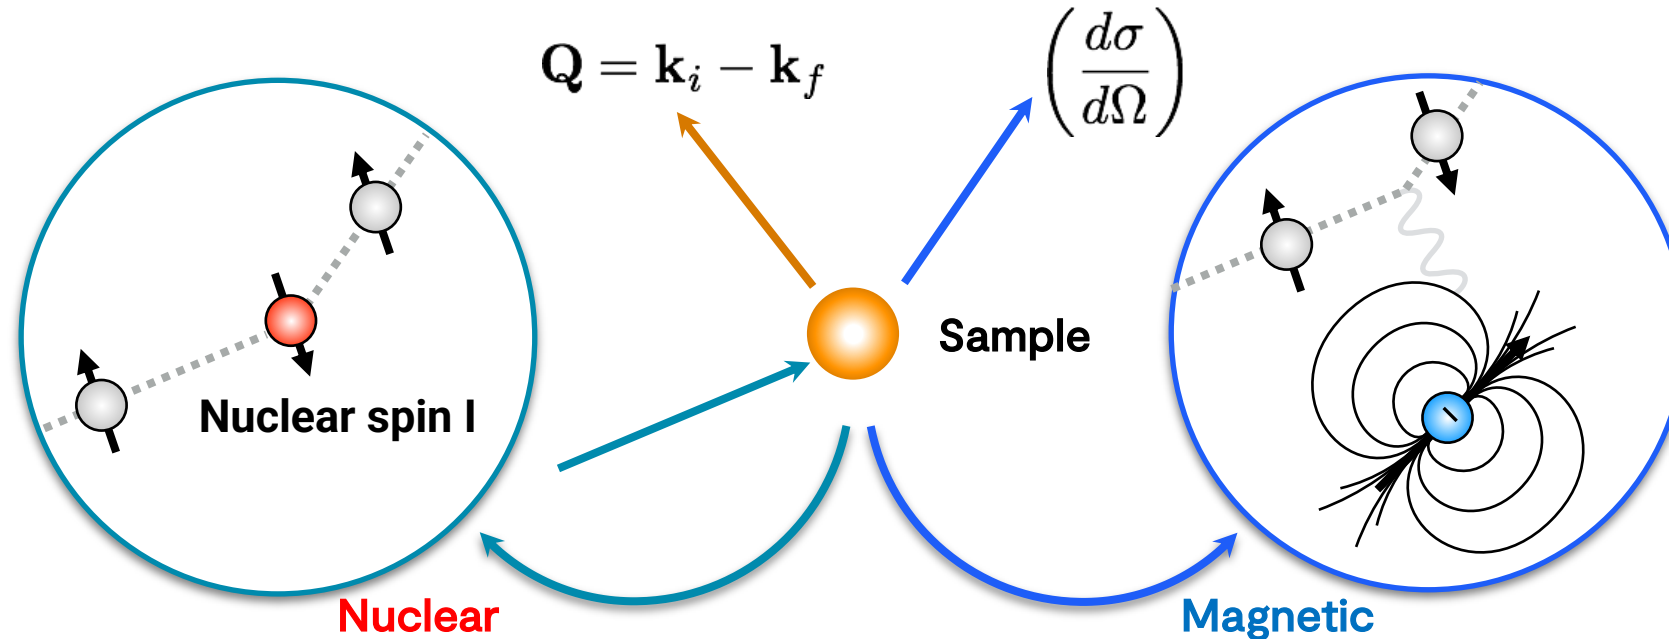 Q = k_i − k_f
(dσ/dΩ)
Sample
Nuclear spin I
Nuclear
Magnetic